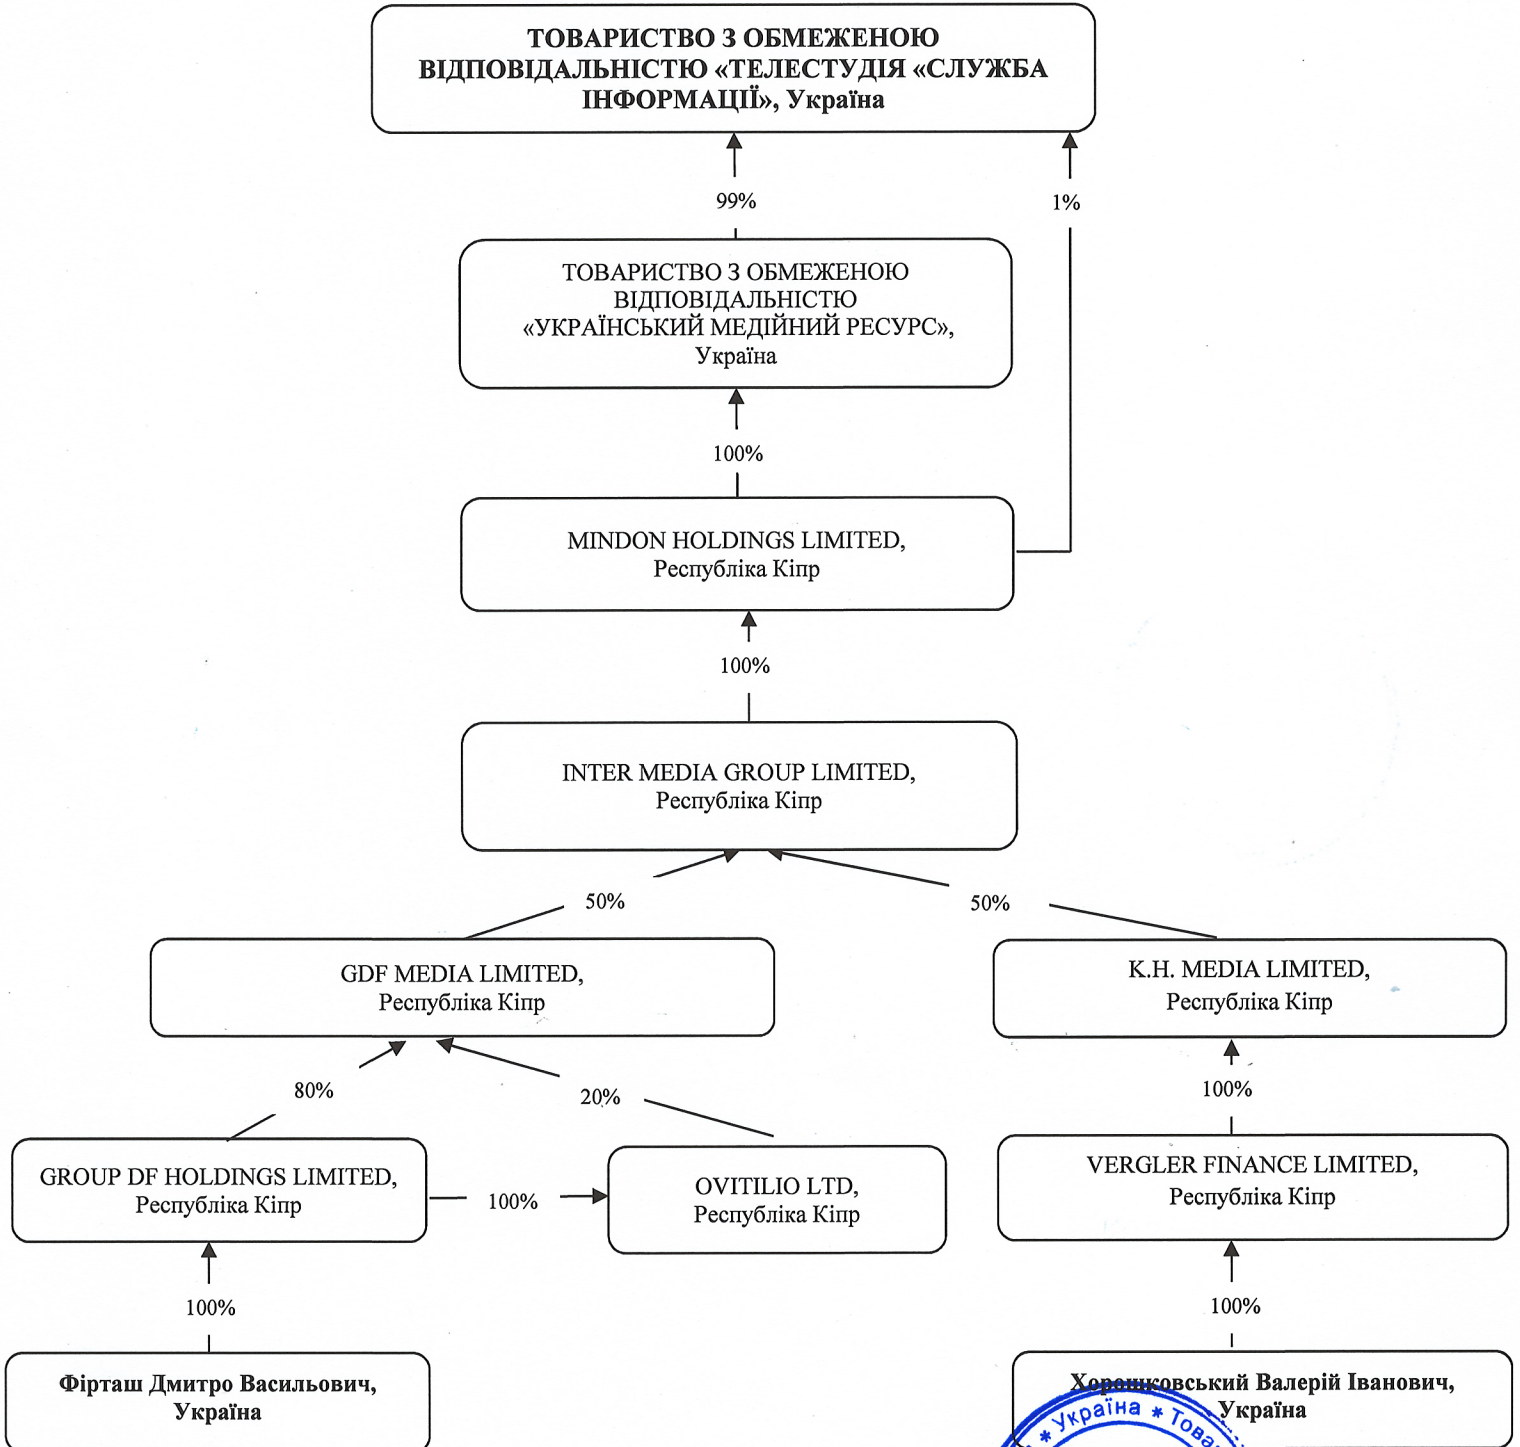 ТОВАРИСТВО З ОБМЕЖЕНОЮ
ВІДПОВІДАЛЬНІСТЮ «ТЕЛЕСТУДІЯ «СЛУЖБА
ІНФОРМАЦІЇ», Україна
99%
1%
ТОВАРИСТВО З ОБМЕЖЕНОЮ
ВІДПОВІДАЛЬНІСТЮ
«УКРАЇНСЬКИЙ МЕДІЙНИЙ РЕСУРС»,
Україна
100%
MINDON HOLDINGS LIMITED,
Республіка Кіпр
100%
INTER MEDIA GROUP LIMITED,
Республіка Кіпр
50%
50%
GDF MEDIA LIMITED,
Республіка Кіпр
K.H. MEDIA LIMITED,
Республіка Кіпр
80%
20%
100%
GROUP DF HOLDINGS LIMITED,
Республіка Кіпр
100%
OVITILIO LTD,
Республіка Кіпр
VERGLER FINANCE LIMITED,
Республіка Кіпр
100%
100%
Фірташ Дмитро Васильович,
Україна
Хорошковський Валерій Іванович,
Україна
* Україна *